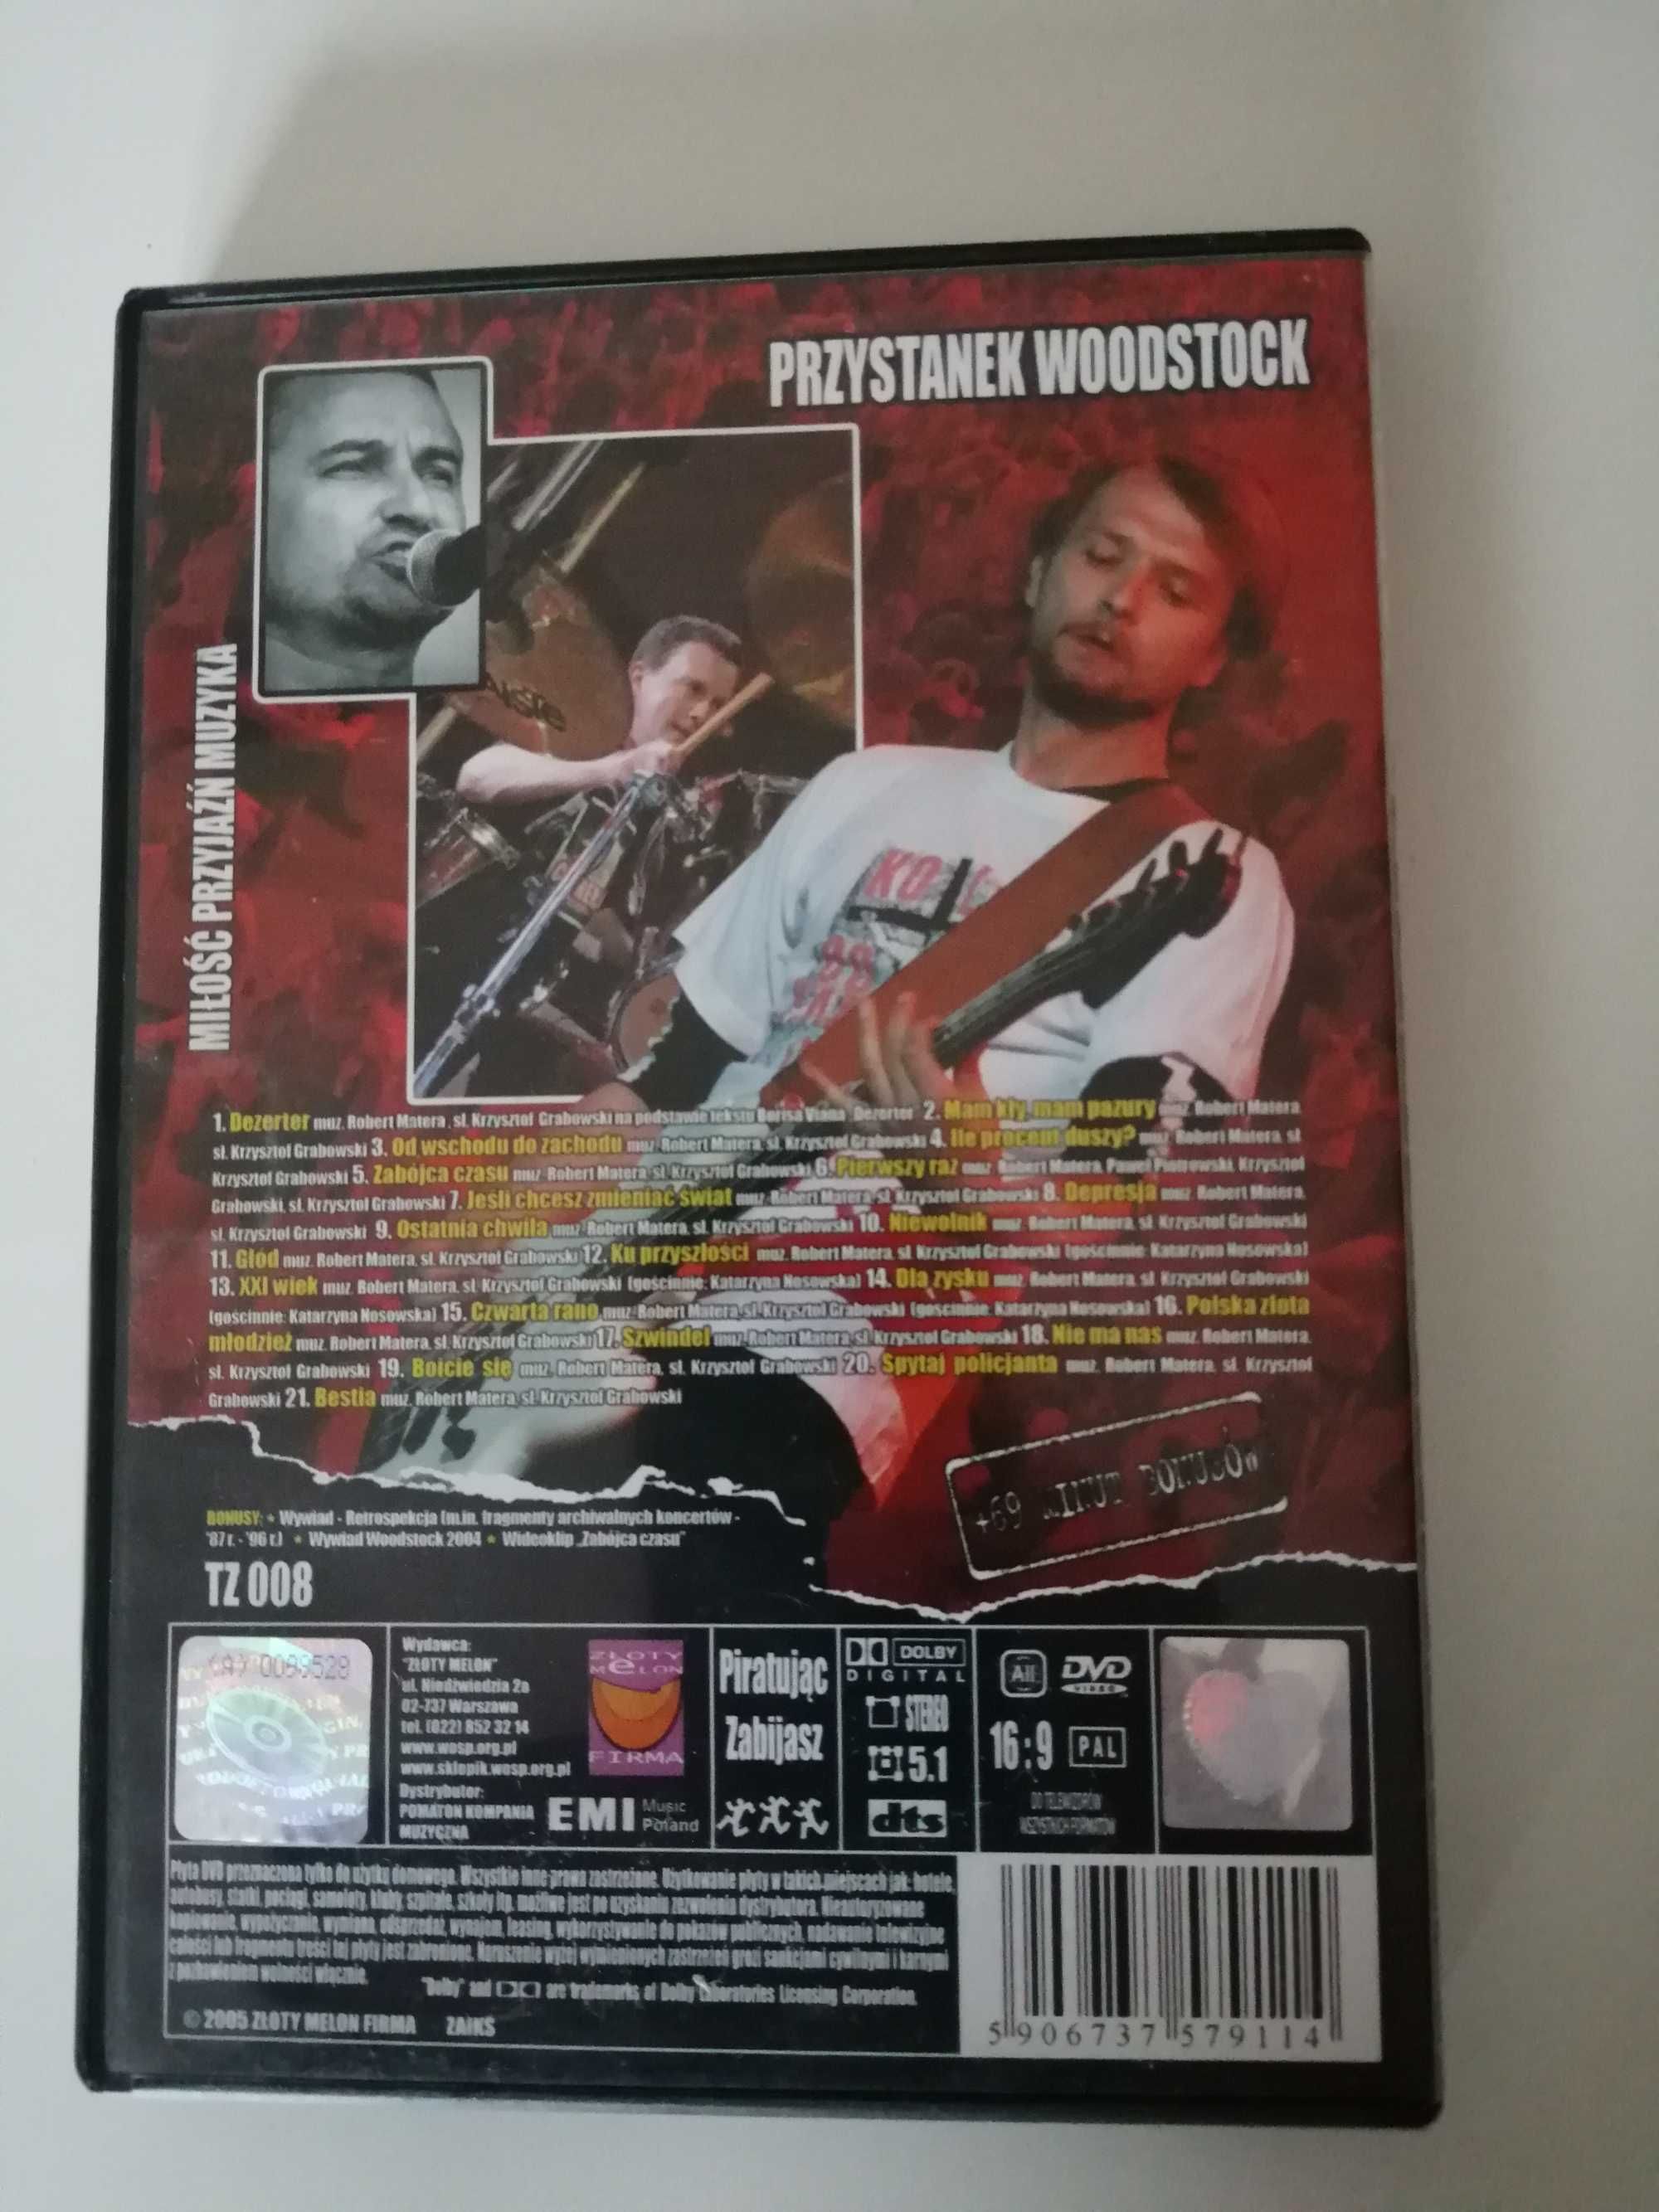 PRZYSTANEK WOODSTOCK
MIŁOŚĆ PRZYJAŹŃ MUZYKA
1. Dezerter muz. Robert Matera, sł. Krzysztof Grabowski na podstawie tekstu Borisa Viana „Dezerter" 2. Mam kły, mam pazury muz. Robert Matera,
sł. Krzysztof Grabowski 3. Od wschodu do zachodu muz. Robert Matera, sł. Krzysztof Grabowski 4. Ile procent duszy? muz. Robert Matera, sł.
Krzysztof Grabowski 5. Zabójca czasu muz. Robert Matera, sł. Krzysztof Grabowski 6. Pierwszy raz muz. Robert Matera, Paweł Piotrowski, Krzysztof
Grabowski, sł. Krzysztof Grabowski 7. Jeśli chcesz zmieniać świat muz. Robert Matera, sł. Krzysztof Grabowski 8. Depresja muz. Robert Matera,
sł. Krzysztof Grabowski 9. Ostatnia chwila muz. Robert Matera, sł. Krzysztof Grabowski 10. Niewolnik muz. Robert Matera, sł. Krzysztof Grabowski
11. Głód muz. Robert Matera, sł. Krzysztof Grabowski 12. Ku przyszłości muz. Robert Matera, sł. Krzysztof Grabowski (gościnnie: Katarzyna Nosowska)
13. XXI wiek muz. Robert Matera, sł. Krzysztof Grabowski (gościnnie: Katarzyna Nosowska) 14. Dla zysku muz. Robert Matera, sł. Krzysztof Grabowski
(gościnnie: Katarzyna Nosowska) 15. Czwarta rano muz. Robert Matera, sł. Krzysztof Grabowski (gościnnie: Katarzyna Nosowska) 16. Polska złota
młodzież muz. Robert Matera, sł. Krzysztof Grabowski 17. Szwindel muz. Robert Matera, sł. Krzysztof Grabowski 18. Nie ma nas muz. Robert Matera,
sł. Krzysztof Grabowski 19. Bójcie się muz. Robert Matera, sł. Krzysztof Grabowski 20. Spytaj policjanta muz. Robert Matera, sł. Krzysztof
Grabowski 21. Bestia muz. Robert Matera, sł. Krzysztof Grabowski
+69 MINUT BONUSÓW
BONUSY: • Wywiad - Retrospekcja (m.in. fragmenty archiwalnych koncertów -
'87 r. - '96 r.) • Wywiad Woodstock 2004 • Wideoklip „Zabójca czasu"
TZ 008
0099528
Wydawca:
"ZŁOTY MELON"
ul. Niedźwiedzia 2a
02-737 Warszawa
tel. (022) 852 32 14
www.wosp.org.pl
www.sklepik.wosp.org.pl
Dystrybutor:
POMATON KOMPANIA
MUZYCZNA
ZŁOTY
MELON
FIRMA
EMI Music
Poland
Piratując
Zabijasz
DOLBY
DIGITAL
STEREO
5.1
dts
All
DVD
VIDEO
16:9
PAL
DO TELEWIZORÓW
WSZYSTKICH FORMATÓW
Płyta DVD przeznaczona tylko do użytku domowego. Wszystkie inne prawa zastrzeżone. Użytkowanie płyty w takich miejscach jak: hotele,
autobusy, statki, pociągi, samoloty, kluby, szpitale, szkoły itp. możliwe jest po uzyskaniu zezwolenia dystrybutora. Nieautoryzowane
kopiowanie, wypożyczanie, wymiana, odsprzedaż, wynajem, leasing, wykorzystywanie do pokazów publicznych, nadawanie telewizyjne
całości lub fragmentu treści tej płyty jest zabronione. Naruszenie wyżej wymienionych zastrzeżeń grozi sankcjami cywilnymi i karnymi
z pozbawieniem wolności włącznie.
"Dolby" and are trademarks of Dolby Laboratories Licensing Corporation.
© 2005 ZŁOTY MELON FIRMA ZAIKS
5 906737 579114